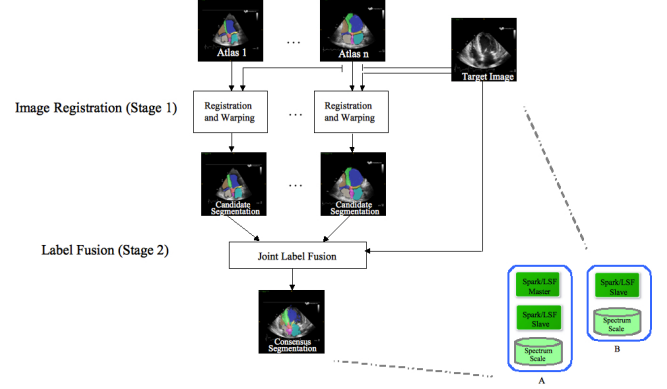 Atlas 1
...
Atlas n
Target Image
Image Registration (Stage 1)
Registration
and Warping
...
Registration
and Warping
Candidate
Segmentation
...
Candidate
Segmentation
Label Fusion (Stage 2)
Joint Label Fusion
Consensus
Segmentation
Spark/LSF
Master
Spark/LSF
Slave
Spectrum
Scale
A
Spark/LSF
Slave
Spectrum
Scale
B